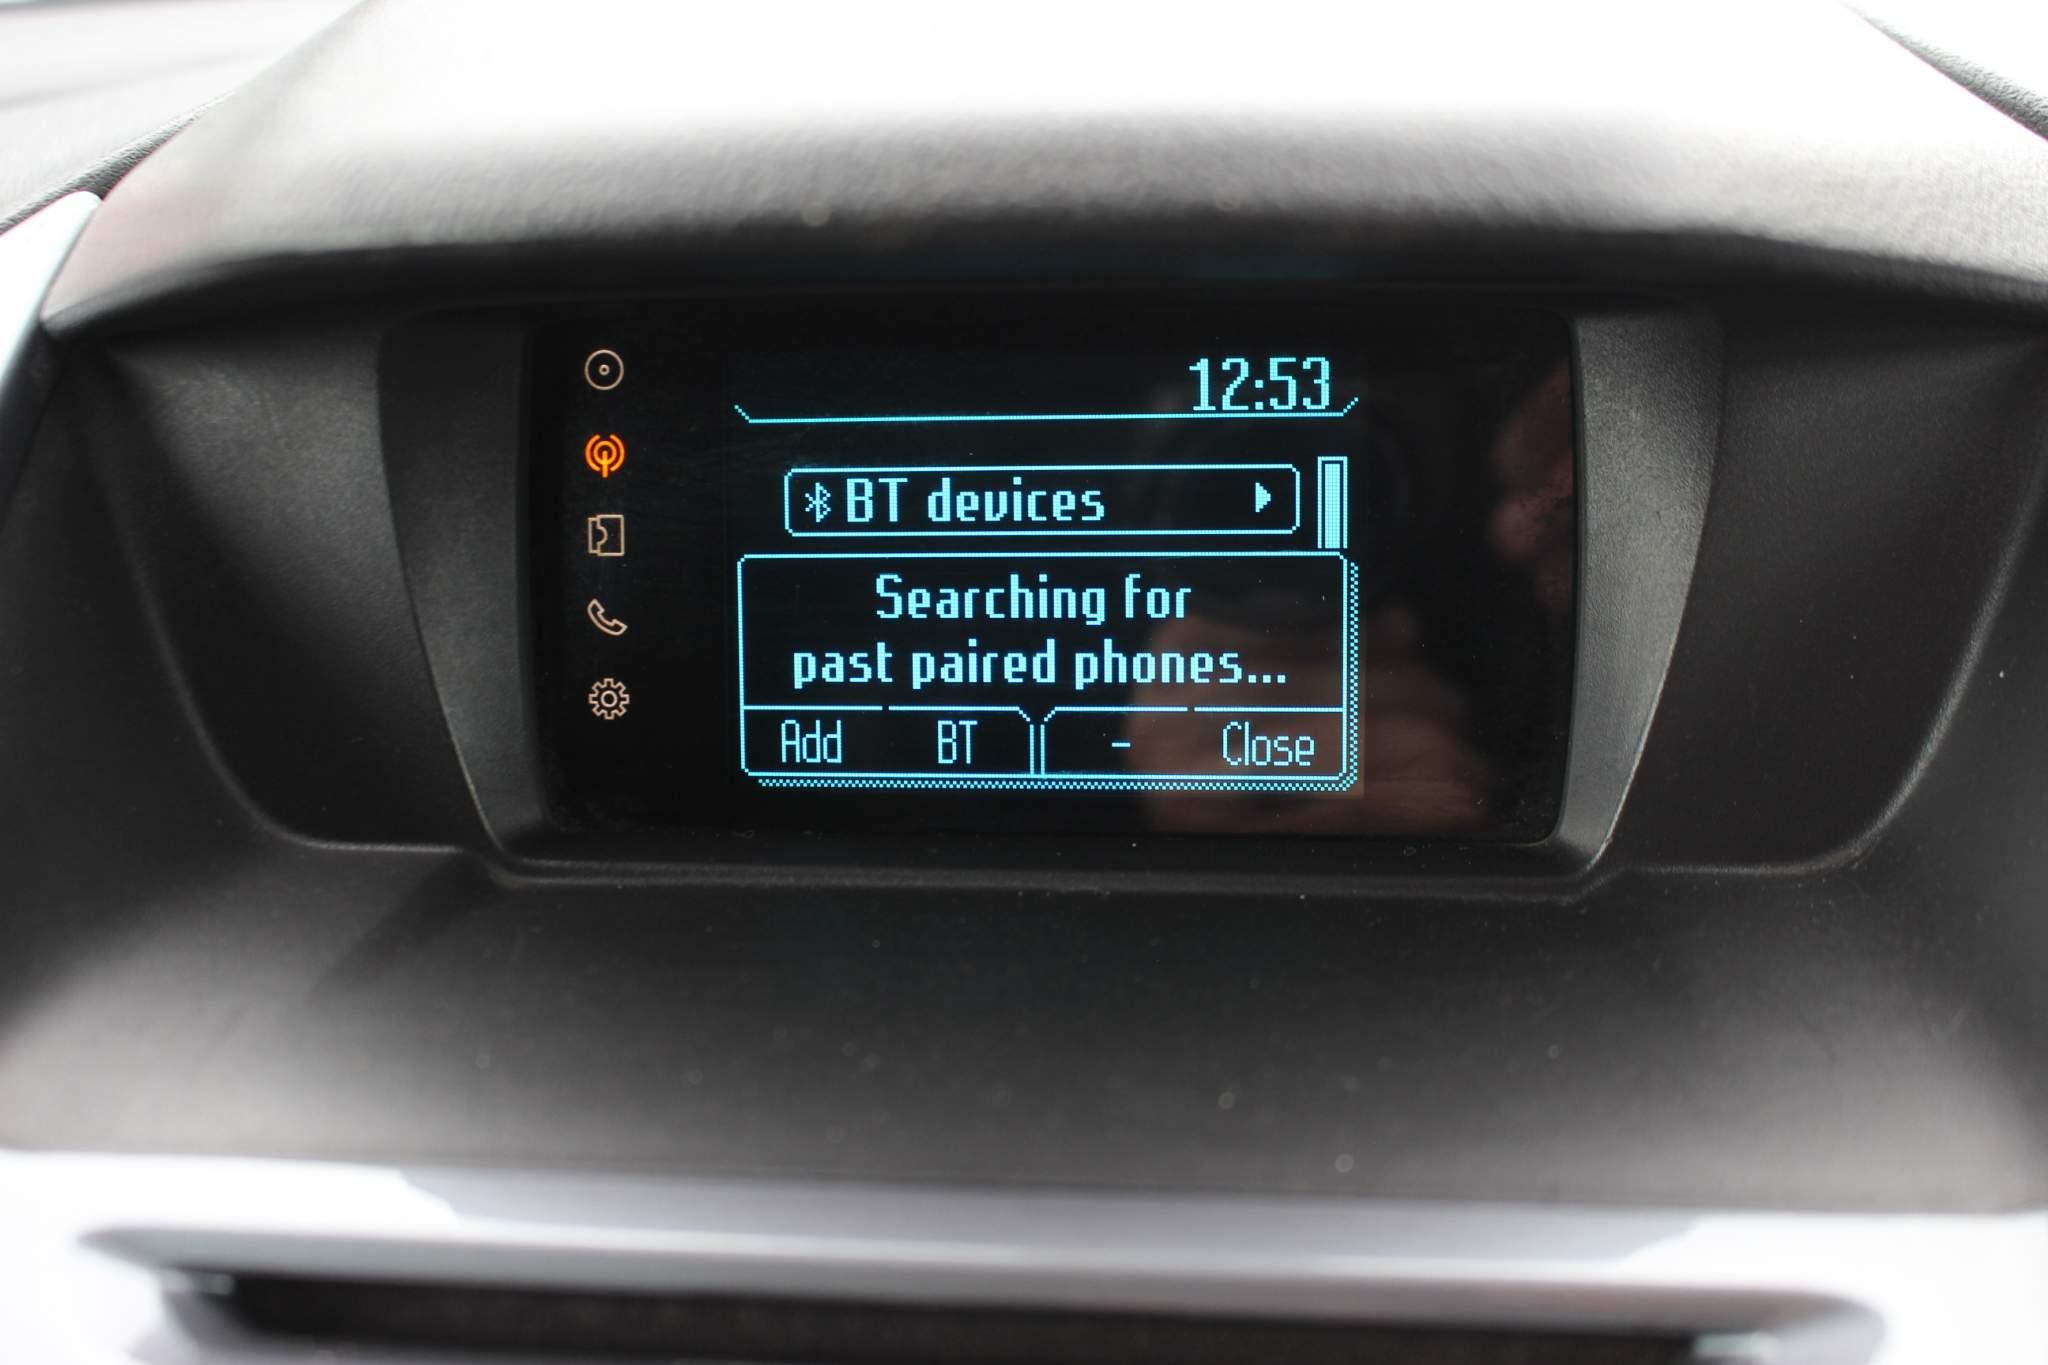 12:53
BT devices
Searching for
past paired phones...
Add BT - Close